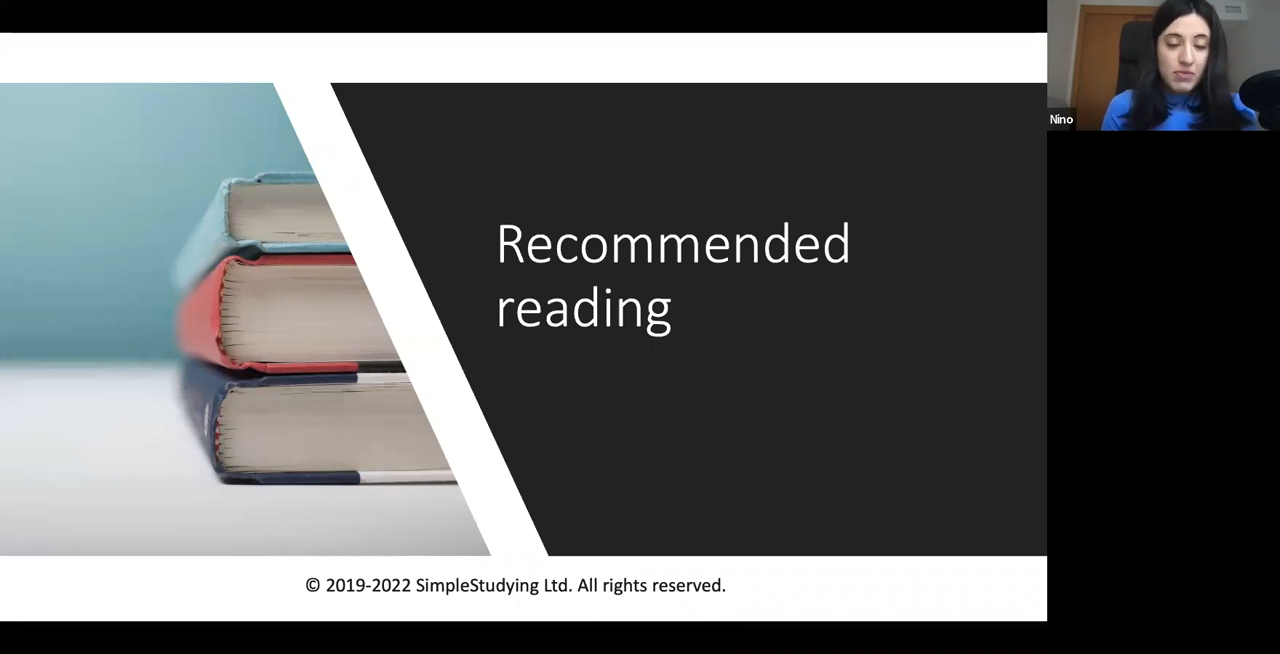 Recommended
reading
Nino
© 2019-2022 SimpleStudying Ltd. All rights reserved.